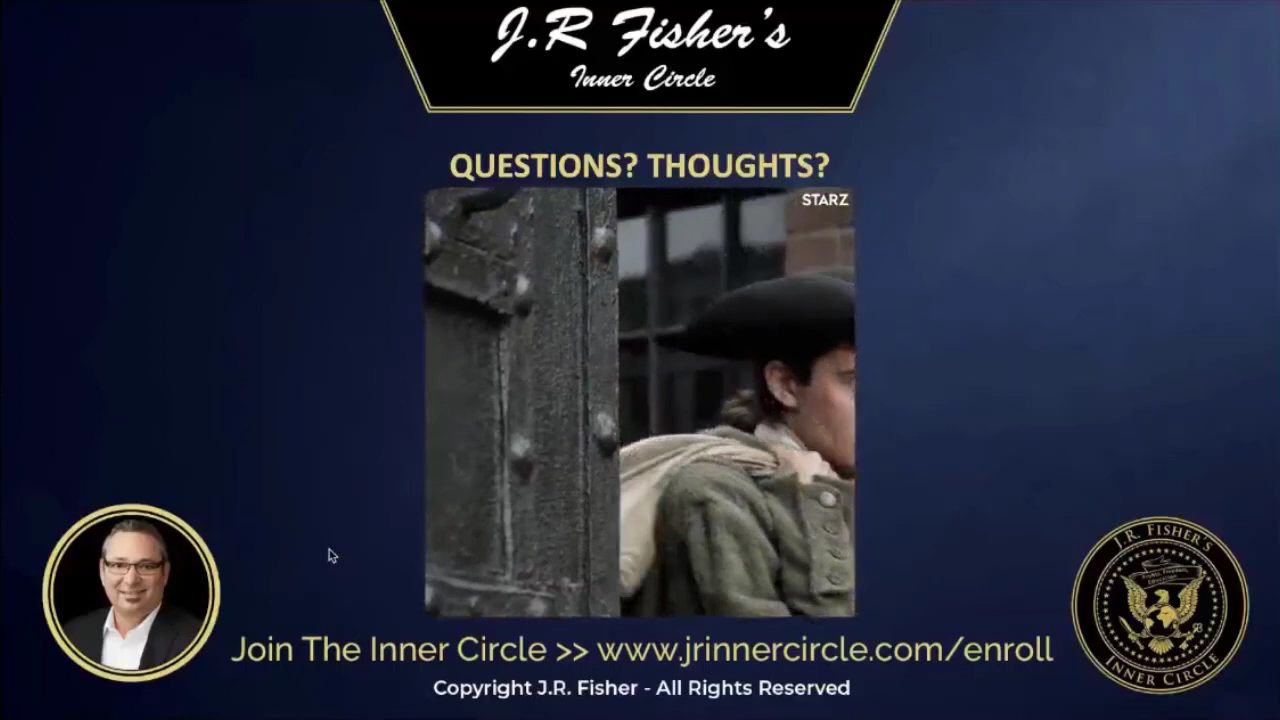 J.R Fisher's
Inner Circle
QUESTIONS? THOUGHTS?
STARZ
J.R. FISHER'S
INNER CIRCLE
Join The Inner Circle >> www.jrinnercircle.com/enroll
Copyright J.R. Fisher - All Rights Reserved